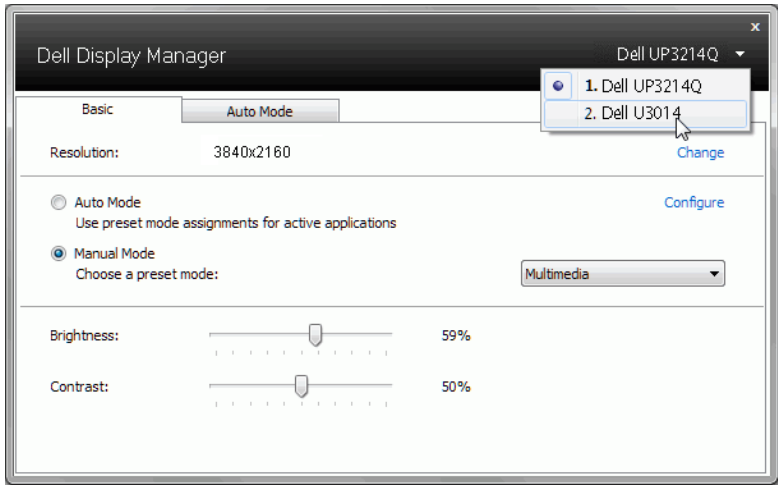 x
Dell Display Manager
Dell UP3214Q
1. Dell UP3214Q
2. Dell U3014
Basic
Auto Mode
Resolution:
3840x2160
Change
Auto Mode
Configure
Use preset mode assignments for active applications
Manual Mode
Choose a preset mode:
Multimedia
Brightness:
59%
Contrast:
50%